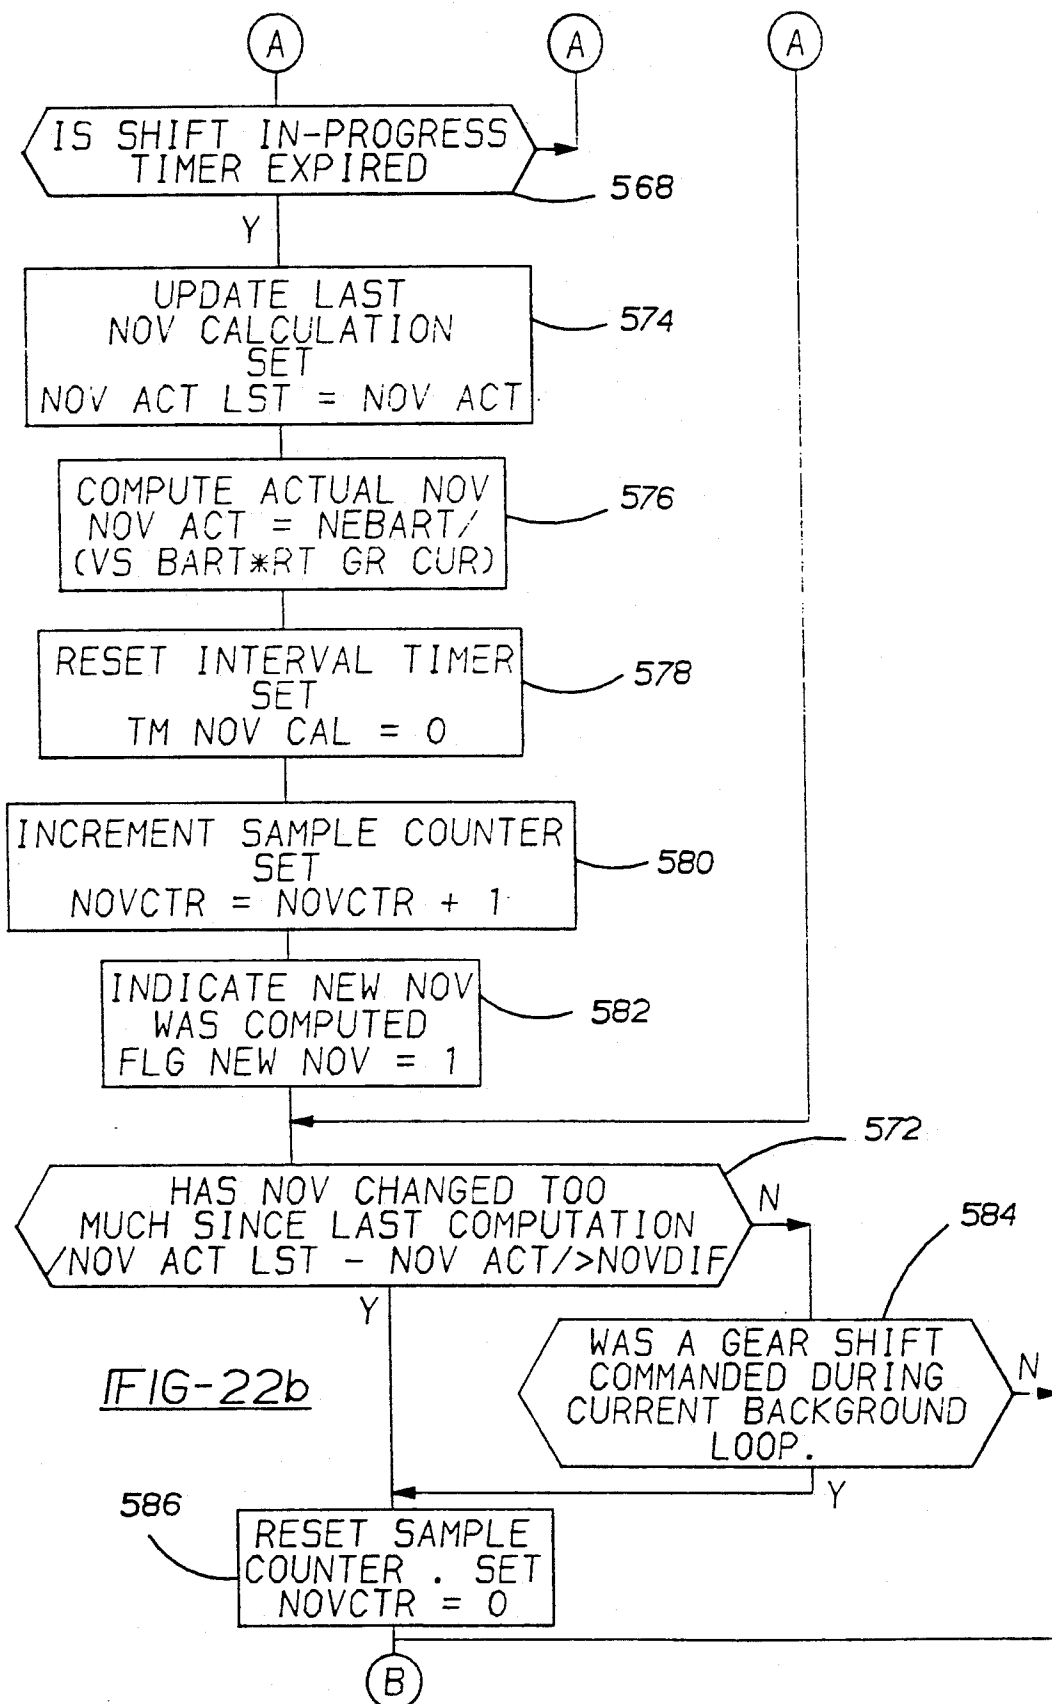 A
A
A
IS SHIFT IN-PROGRESS
TIMER EXPIRED
568
Y
UPDATE LAST
NOV CALCULATION
SET
NOV ACT LST = NOV ACT
574
COMPUTE ACTUAL NOV
NOV ACT = NEBART/
(VS BART*RT GR CUR)
576
RESET INTERVAL TIMER
SET
TM NOV CAL = 0
578
INCREMENT SAMPLE COUNTER
SET
NOVCTR = NOVCTR + 1
580
INDICATE NEW NOV
WAS COMPUTED
FLG NEW NOV = 1
582
572
HAS NOV CHANGED TOO
MUCH SINCE LAST COMPUTATION
/NOV ACT LST - NOV ACT/>NOVDIF
N
Y
584
WAS A GEAR SHIFT
COMMANDED DURING
CURRENT BACKGROUND
LOOP.
N
Y
FIG-22b
586
RESET SAMPLE
COUNTER . SET
NOVCTR = 0
B